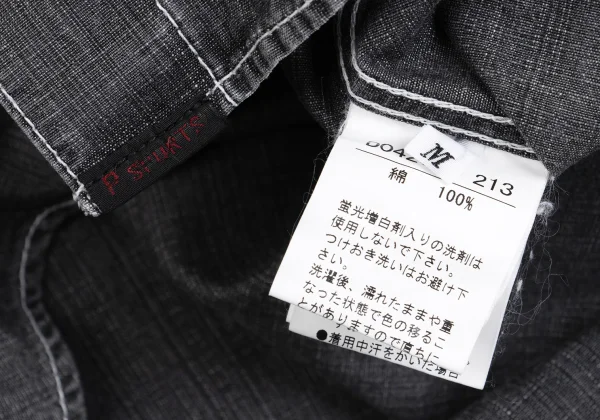 P SHIRTS
M
213
綿
100%
蛍光増白剤入りの洗剤は
使用しないで下さい。
つけおき洗いはお避け下
さい。
洗濯後、濡れたままや重
なった状態で色の移るこ
とがありますので直ちに
●着用中汗をかいた場合